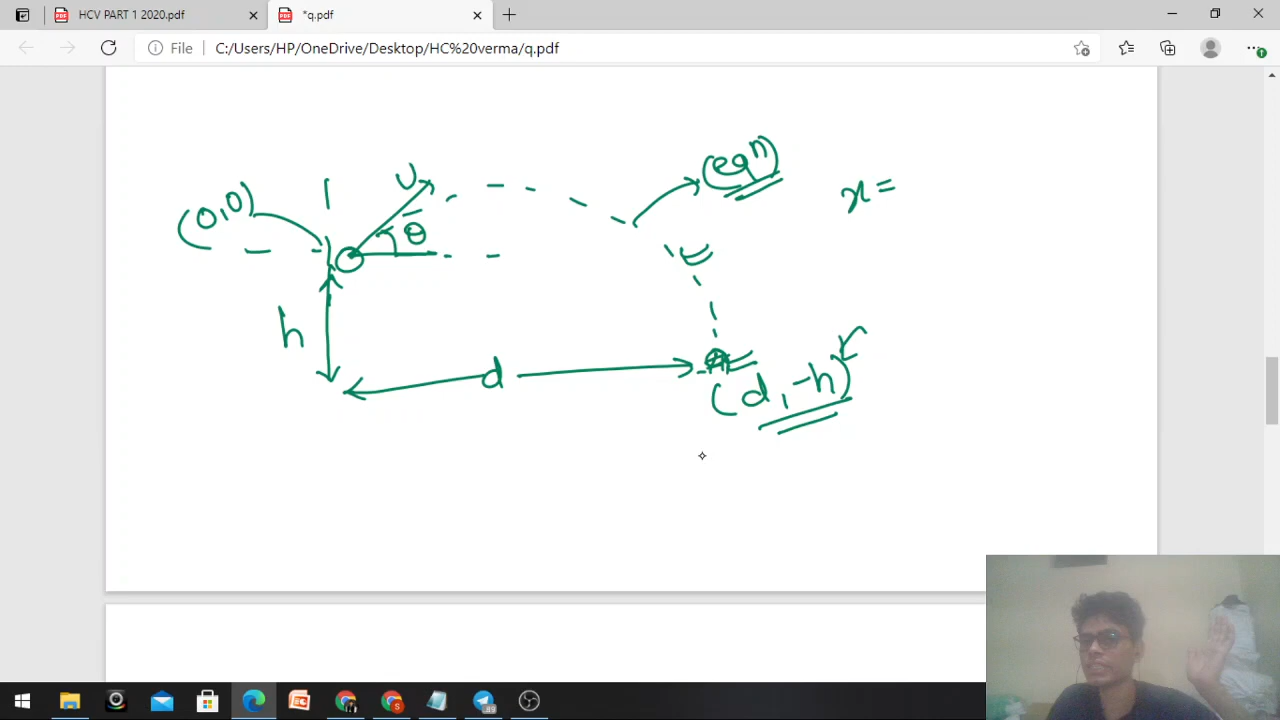 HCV PART 1 2020.pdf
*q.pdf
File
C:/Users/HP/OneDrive/Desktop/HC%20verma/q.pdf
(eqⁿ)
x =
(0,0)
U
θ
h
d
(d, -h)